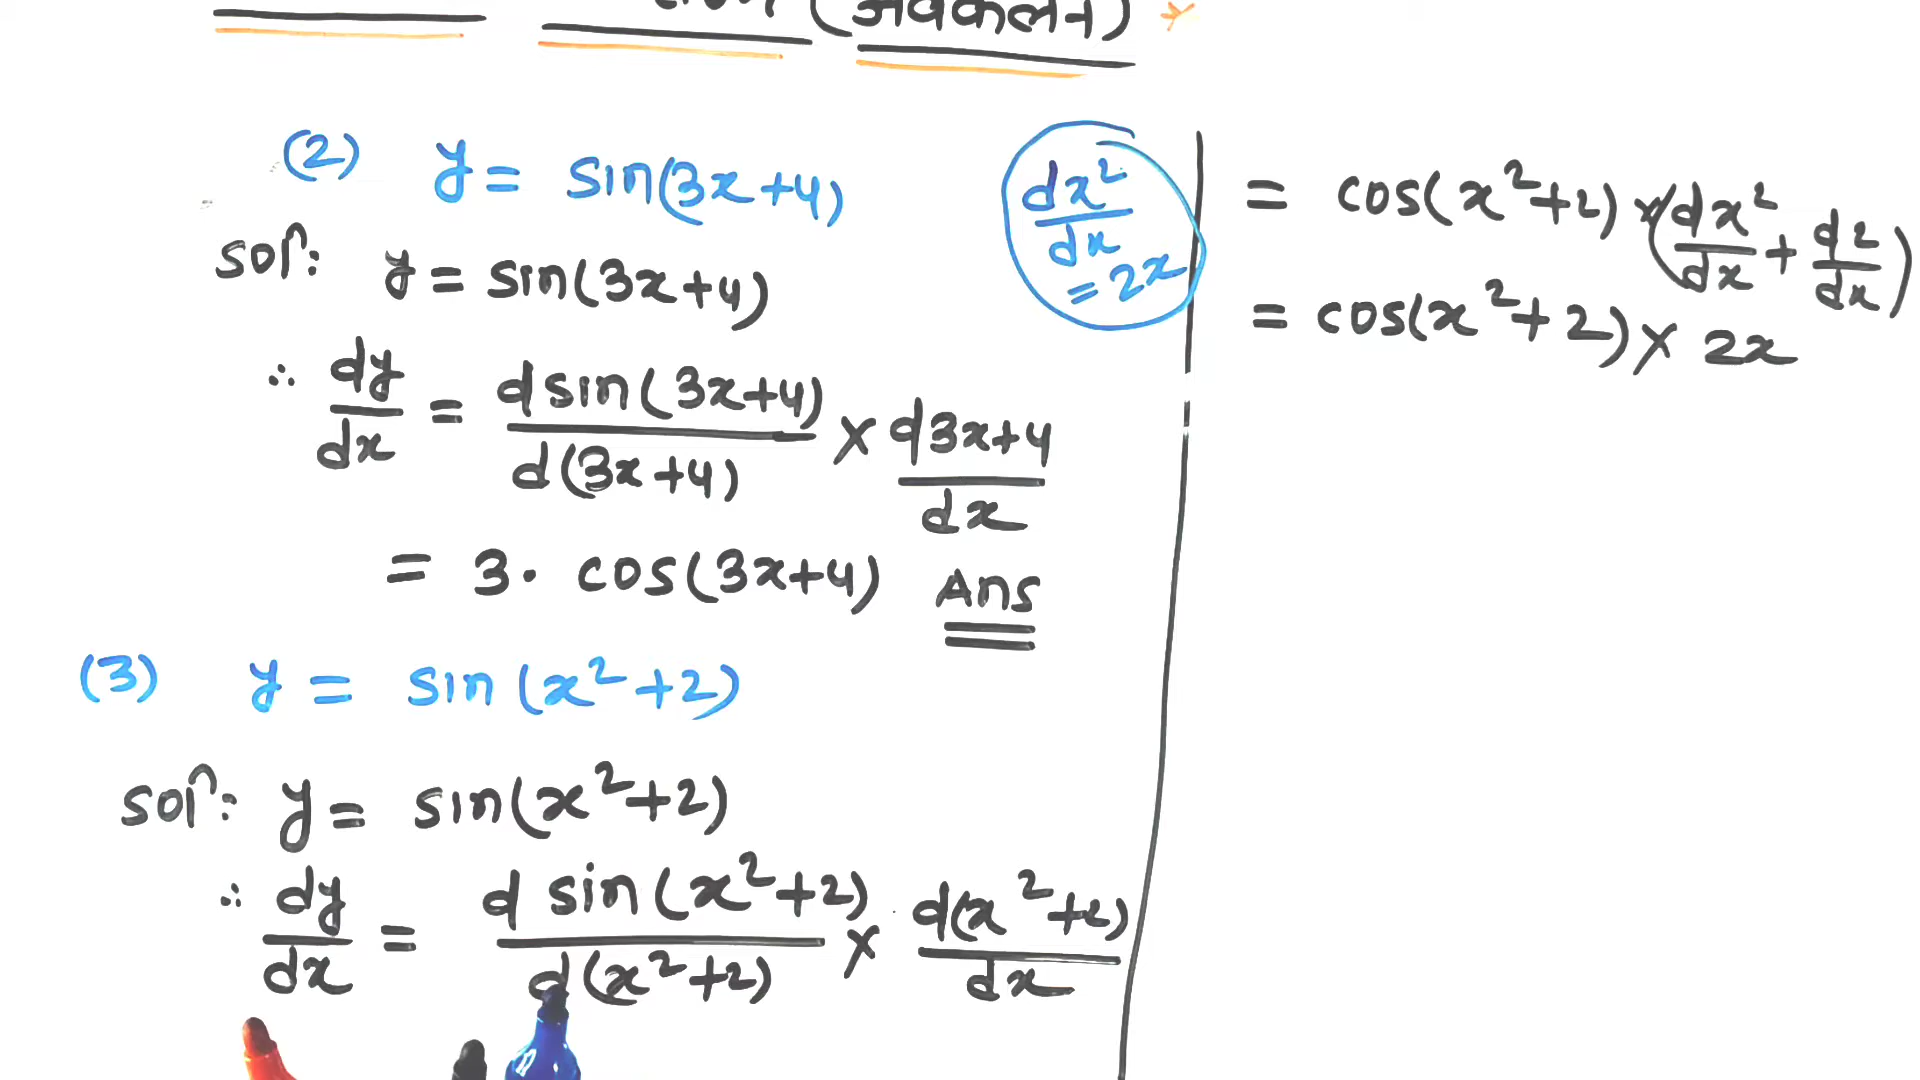 (अवकलन)
(2) y = sin(3x+4)
solⁿ: y = sin(3x+4)
∴ dy/dx = d sin(3x+4)/d(3x+4) × d3x+4/dx
= 3. cos(3x+4) Ans
(3) y = sin (x²+2)
solⁿ: y = sin(x²+2)
∴ dy/dx = d sin(x²+2)/d(x²+2) × d(x²+2)/dx
dx²/dx
= 2x
= cos(x²+2) × (dx²/dx + d2/dx)
= cos(x²+2) × 2x